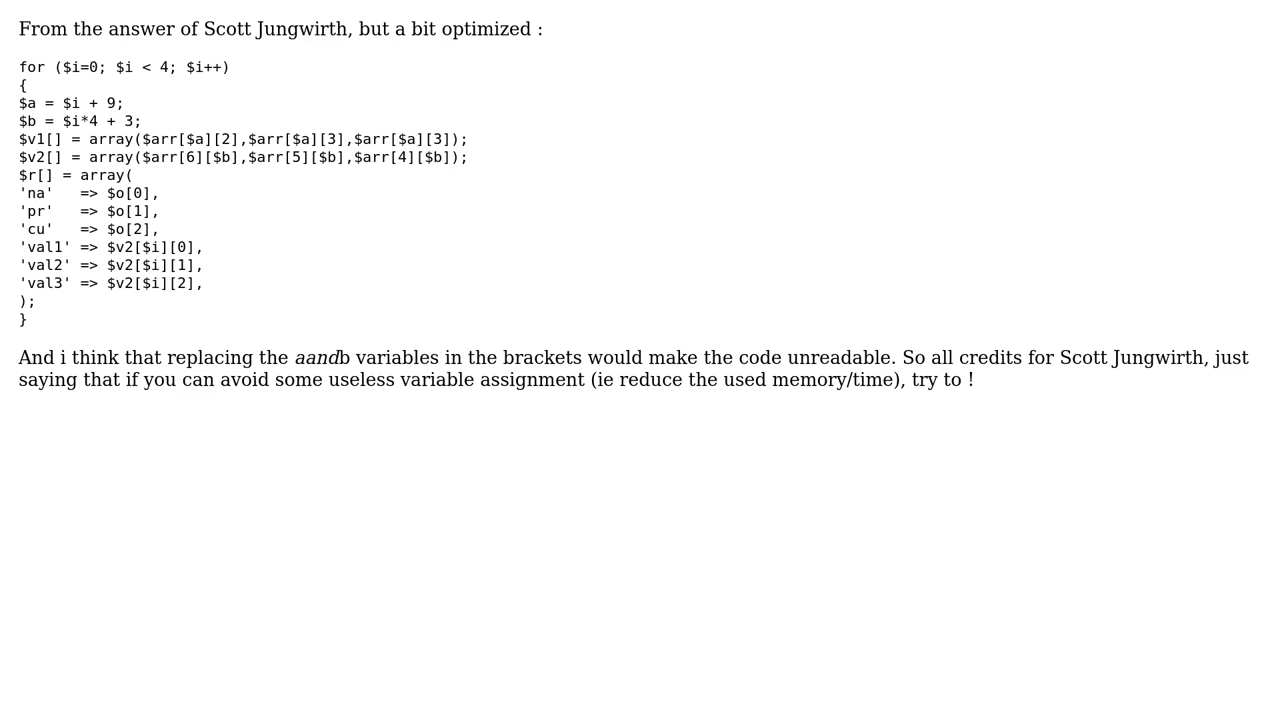 From the answer of Scott Jungwirth, but a bit optimized :
for ($i=0; $i < 4; $i++)
{
$a = $i + 9;
$b = $i*4 + 3;
$v1[] = array($arr[$a][2],$arr[$a][3],$arr[$a][3]);
$v2[] = array($arr[6][$b],$arr[5][$b],$arr[4][$b]);
$r[] = array(
'na'   => $o[0],
'pr'   => $o[1],
'cu'   => $o[2],
'val1' => $v2[$i][0],
'val2' => $v2[$i][1],
'val3' => $v2[$i][2],
);
}
And i think that replacing the aandb variables in the brackets would make the code unreadable. So all credits for Scott Jungwirth, just
saying that if you can avoid some useless variable assignment (ie reduce the used memory/time), try to !